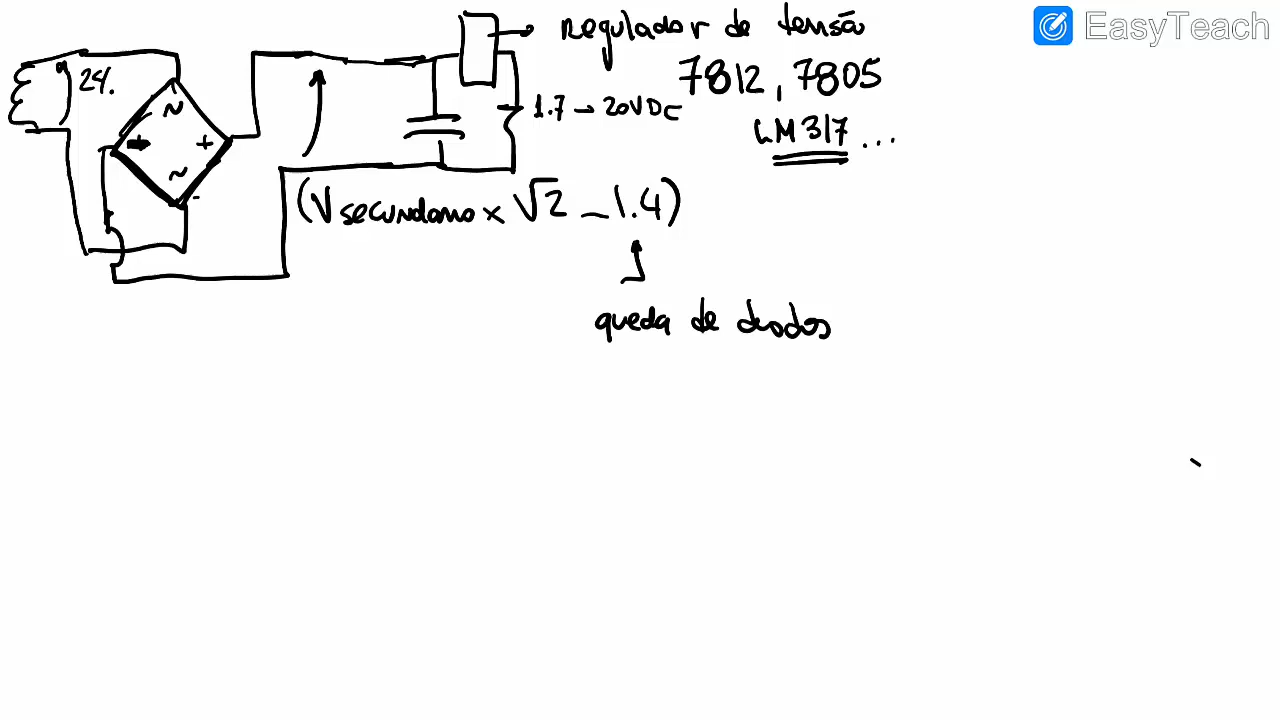 EasyTeach
Regulador de tensão
7812, 7805
LM317 ...
24.
~
+
~
1.7 → 20VDC
(Vsecundario x √2 - 1.4)
queda de diodos